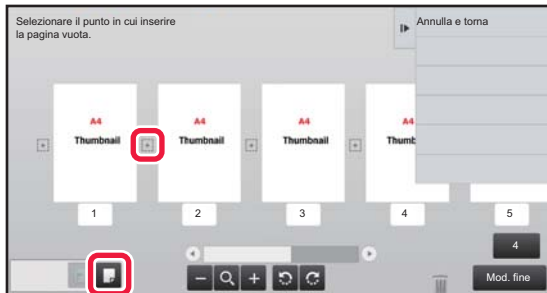 Selezionare il punto in cui inserire
la pagina vuota.
Annulla e torna
A4
Thumbnail
A4
Thumbnail
A4
Thumbnail
A4
Thumb
1
2
3
4
5
4
Mod. fine